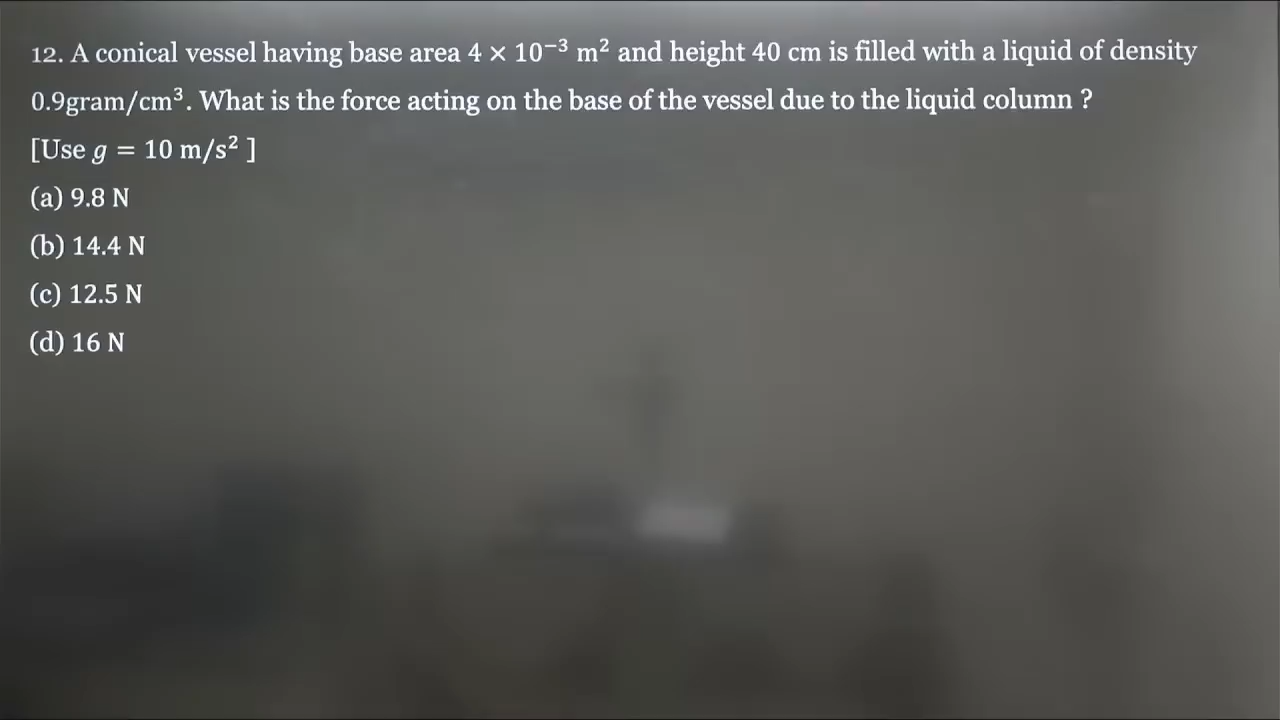 12. A conical vessel having base area 4 × 10⁻³ m² and height 40 cm is filled with a liquid of density
0.9gram/cm³. What is the force acting on the base of the vessel due to the liquid column ?
[Use g = 10 m/s² ]
(a) 9.8 N
(b) 14.4 N
(c) 12.5 N
(d) 16 N